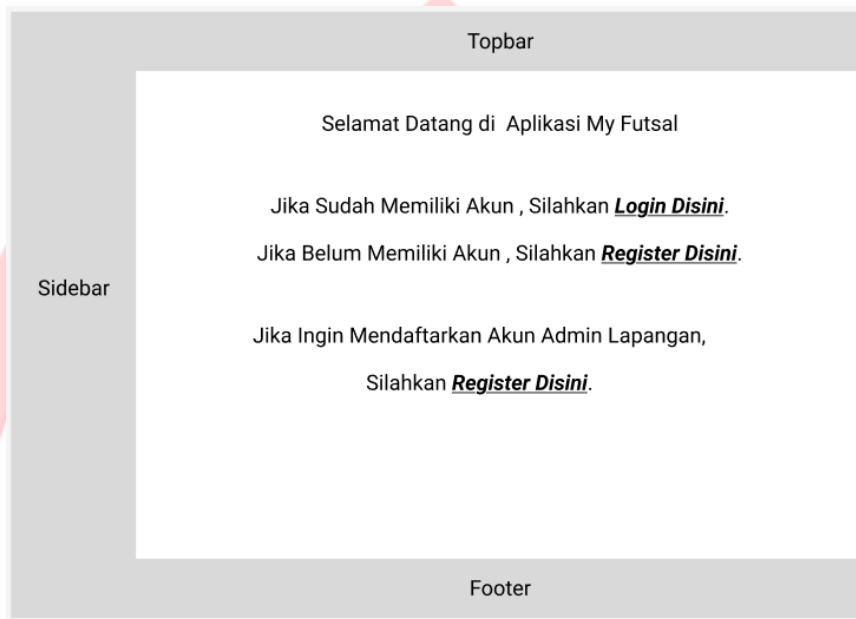 Topbar
Selamat Datang di Aplikasi My Futsal
Jika Sudah Memiliki Akun , Silahkan Login Disini.
Jika Belum Memiliki Akun , Silahkan Register Disini.
Sidebar
Jika Ingin Mendaftarkan Akun Admin Lapangan,
Silahkan Register Disini.
Footer